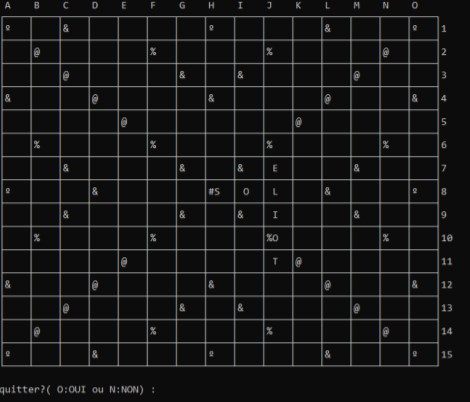 A B C D E F G H I J K L M N O
º & º & º 1
@ % % @ 2
@ & & @ 3
& @ & @ & 4
@ @ 5
% % % % 6
& & & E & 7
º & #S O L & º 8
& & & I & 9
% % %O % 10
@ T @ 11
& @ & @ & 12
@ & & @ 13
@ % % @ 14
º & º & º 15
quitter?( O:OUI ou N:NON) :